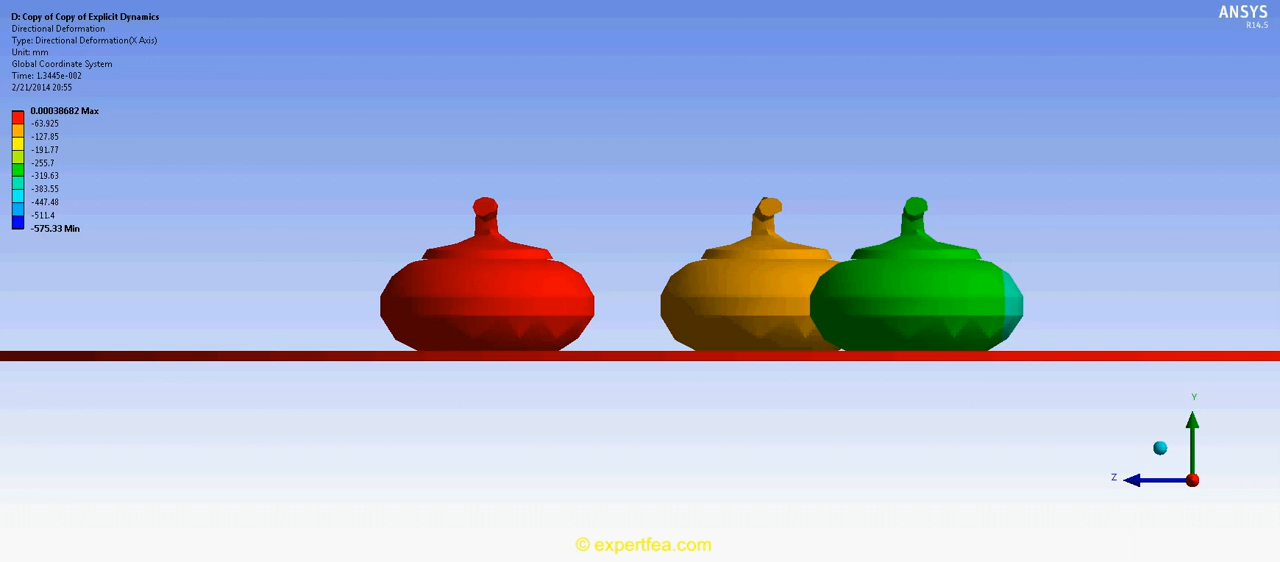 D: Copy of Copy of Explicit Dynamics
Directional Deformation
Type: Directional Deformation(X Axis)
Unit: mm
Global Coordinate System
Time: 1.3445e-002
2/21/2014 20:55
ANSYS
R14.5
0.00038682 Max
-63.925
-127.85
-191.77
-255.7
-319.63
-383.55
-447.48
-511.4
-575.33 Min
Y
Z
© expertfea.com